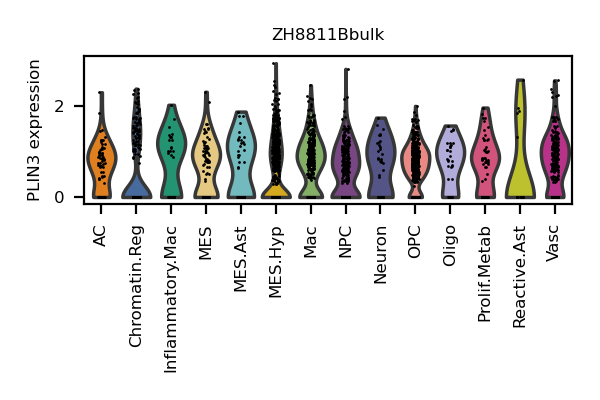 ZH8811Bbulk
PLIN3 expression
2
0
AC
Chromatin.Reg
Inflammatory.Mac
MES
MES.Ast
MES.Hyp
Mac
NPC
Neuron
OPC
Oligo
Prolif.Metab
Reactive.Ast
Vasc